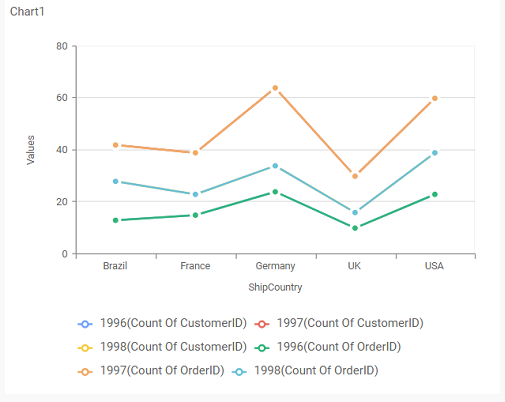 Chart1
80
60
40
20
0
Values
Brazil France Germany UK USA
ShipCountry
1996(Count Of CustomerID) 1997(Count Of CustomerID)
1998(Count Of CustomerID) 1996(Count Of OrderID)
1997(Count Of OrderID) 1998(Count Of OrderID)